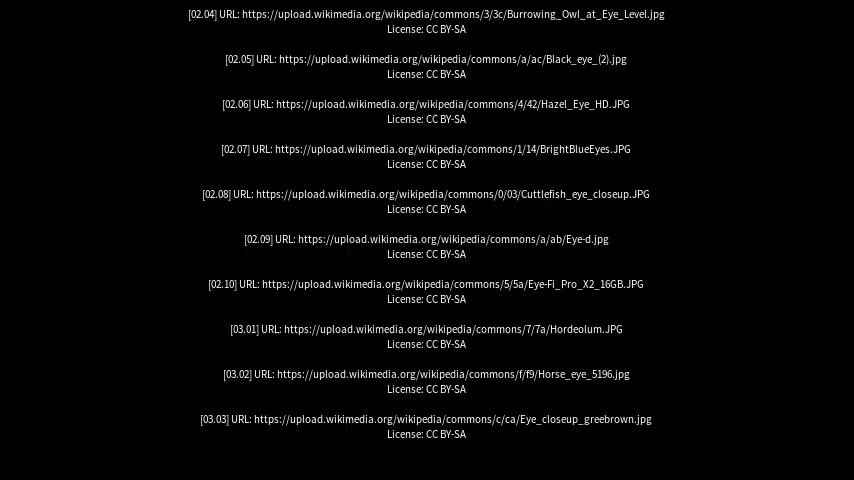 [02.04] URL: https://upload.wikimedia.org/wikipedia/commons/3/3c/Burrowing_Owl_at_Eye_Level.jpg
License: CC BY-SA
[02.05] URL: https://upload.wikimedia.org/wikipedia/commons/a/ac/Black_eye_(2).jpg
License: CC BY-SA
[02.06] URL: https://upload.wikimedia.org/wikipedia/commons/4/42/Hazel_Eye_HD.JPG
License: CC BY-SA
[02.07] URL: https://upload.wikimedia.org/wikipedia/commons/1/14/BrightBlueEyes.JPG
License: CC BY-SA
[02.08] URL: https://upload.wikimedia.org/wikipedia/commons/0/03/Cuttlefish_eye_closeup.JPG
License: CC BY-SA
[02.09] URL: https://upload.wikimedia.org/wikipedia/commons/a/ab/Eye-d.jpg
License: CC BY-SA
[02.10] URL: https://upload.wikimedia.org/wikipedia/commons/5/5a/Eye-Fi_Pro_X2_16GB.JPG
License: CC BY-SA
[03.01] URL: https://upload.wikimedia.org/wikipedia/commons/7/7a/Hordeolum.JPG
License: CC BY-SA
[03.02] URL: https://upload.wikimedia.org/wikipedia/commons/f/f9/Horse_eye_5196.jpg
License: CC BY-SA
[03.03] URL: https://upload.wikimedia.org/wikipedia/commons/c/ca/Eye_closeup_greebrown.jpg
License: CC BY-SA